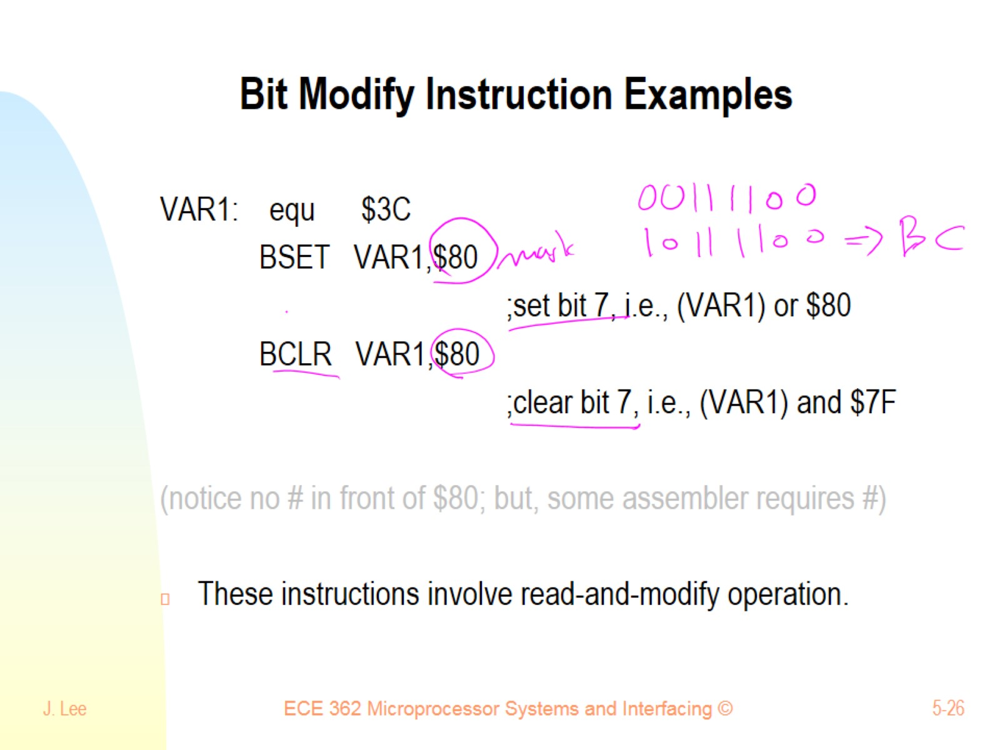 Bit Modify Instruction Examples
VAR1: equ $3C
00111100
BSET VAR1,$80 mask
10111100 => BC
;set bit 7, i.e., (VAR1) or $80
BCLR VAR1,$80
;clear bit 7, i.e., (VAR1) and $7F
(notice no # in front of $80; but, some assembler requires #)
These instructions involve read-and-modify operation.
J. Lee ECE 362 Microprocessor Systems and Interfacing © 5-26